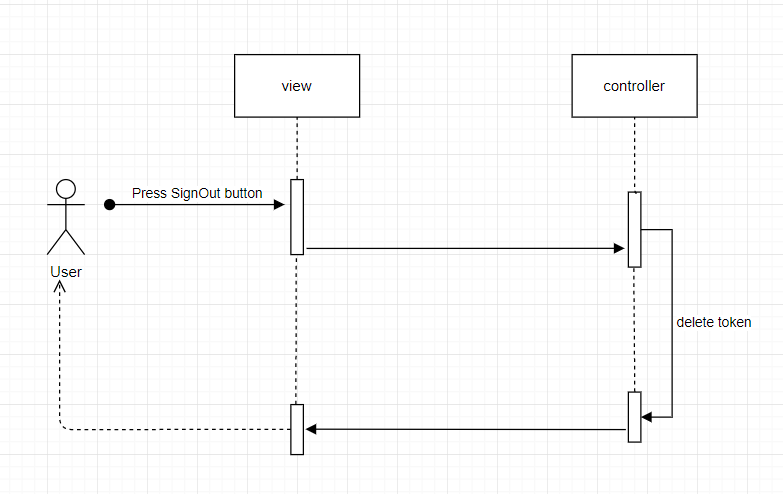 view
controller
Press SignOut button
User
delete token